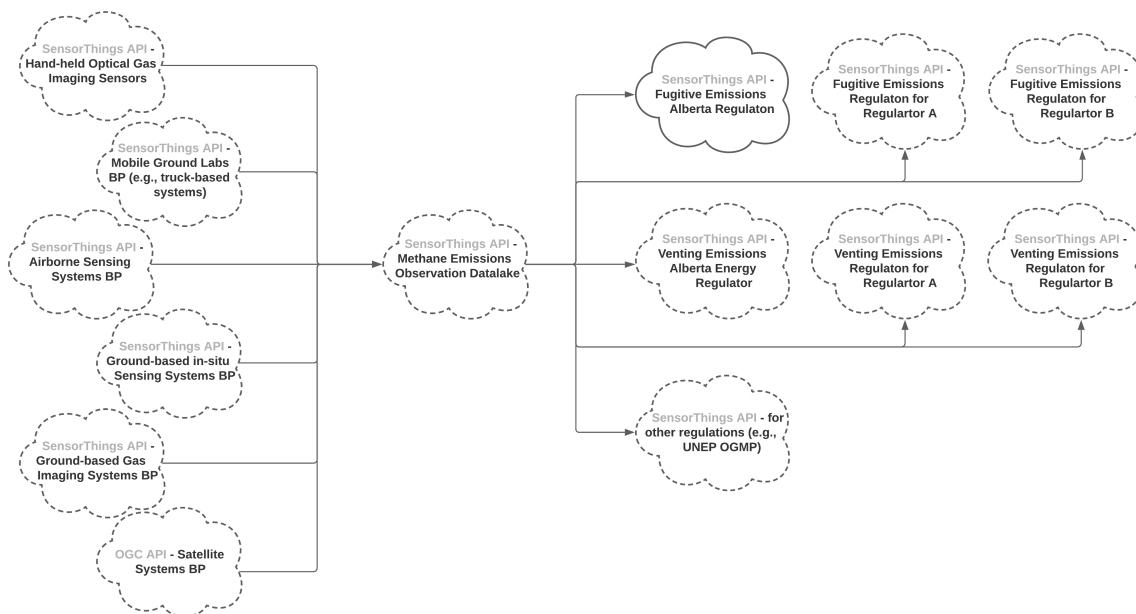 SensorThings API -
Hand-held Optical Gas
Imaging Sensors
SensorThings API -
Mobile Ground Labs
BP (e.g., truck-based
systems)
SensorThings API -
Airborne Sensing
Systems BP
SensorThings API -
Ground-based in-situ
Sensing Systems BP
SensorThings API -
Ground-based Gas
Imaging Systems BP
OGC API - Satellite
Systems BP
SensorThings API -
Methane Emissions
Observation Datalake
SensorThings API -
Fugitive Emissions
Alberta Regulaton
SensorThings API -
Fugitive Emissions
Regulaton for
Regulartor A
SensorThings API -
Fugitive Emissions
Regulaton for
Regulartor B
SensorThings API -
Venting Emissions
Alberta Energy
Regulator
SensorThings API -
Venting Emissions
Regulaton for
Regulartor A
SensorThings API -
Venting Emissions
Regulaton for
Regulartor B
SensorThings API - for
other regulations (e.g.,
UNEP OGMP)